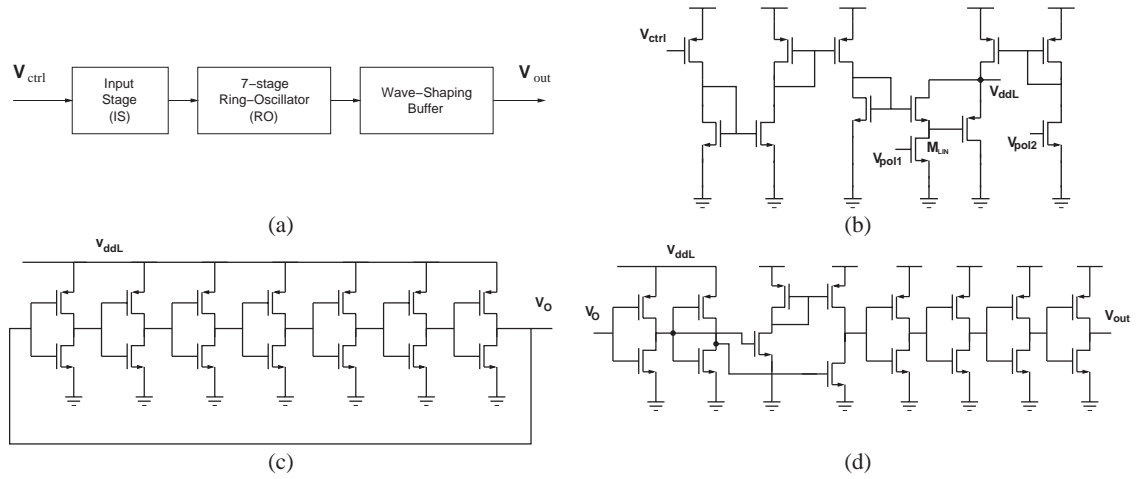 V ctrl
Input
Stage
(IS)
7−stage
Ring−Oscillator
(RO)
Wave−Shaping
Buffer
V out
(a)
V ctrl
V ddL
V pol1
M LIN
V pol2
(b)
V ddL
V O
(c)
V ddL
V O
V out
(d)